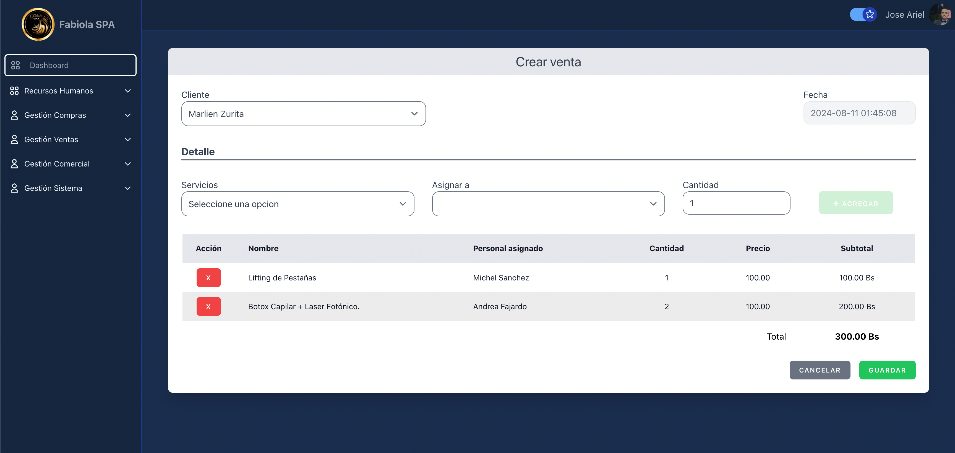 Fabiola SPA
Jose Ariel
Dashboard
Recursos Humanos
Gestión Compras
Gestión Ventas
Gestión Comercial
Gestión Sistema
Crear venta
Cliente
Fecha
Marlien Zurita
2024-08-11 01:45:08
Detalle
Servicios
Asignar a
Cantidad
Seleccione una opcion
1
+ AGREGAR
Acción Nombre Personal asignado Cantidad Precio Subtotal
X Lifting de Pestañas Michel Sanchez 1 100.00 100.00 Bs
X Botox Capilar + Laser Fotónico. Andrea Fajardo 2 100.00 200.00 Bs
Total 300.00 Bs
CANCELAR GUARDAR